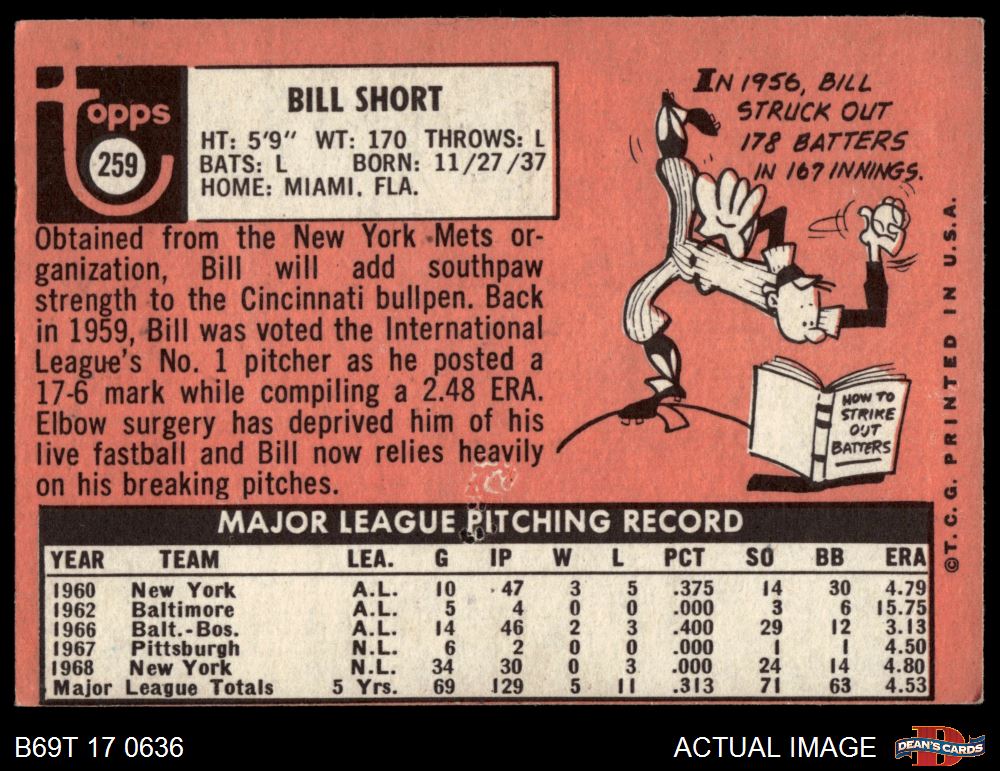 Topps
259
BILL SHORT
HT: 5'9" WT: 170 THROWS: L
BATS: L BORN: 11/27/37
HOME: MIAMI, FLA.
In 1956, BILL
STRUCK OUT
178 BATTERS
IN 167 INNINGS.
HOW TO
STRIKE
OUT
BATTERS
Obtained from the New York Mets or-
ganization, Bill will add southpaw
strength to the Cincinnati bullpen. Back
in 1959, Bill was voted the International
League's No. 1 pitcher as he posted a
17-6 mark while compiling a 2.48 ERA.
Elbow surgery has deprived him of his
live fastball and Bill now relies heavily
on his breaking pitches.
MAJOR LEAGUE PITCHING RECORD
YEAR TEAM LEA. G IP W L PCT SO BB ERA
1960 New York A.L. 10 47 3 5 .375 14 30 4.79
1962 Baltimore A.L. 5 4 0 0 .000 3 6 15.75
1966 Balt.-Bos. A.L. 14 46 2 3 .400 29 12 3.13
1967 Pittsburgh N.L. 6 2 0 0 .000 1 1 4.50
1968 New York N.L. 34 30 0 3 .000 24 14 4.80
Major League Totals 5 Yrs. 69 129 5 11 .313 71 63 4.53
©T.C.G. PRINTED IN U.S.A.
B69T 17 0636
ACTUAL IMAGE
D
DEAN'S CARDS